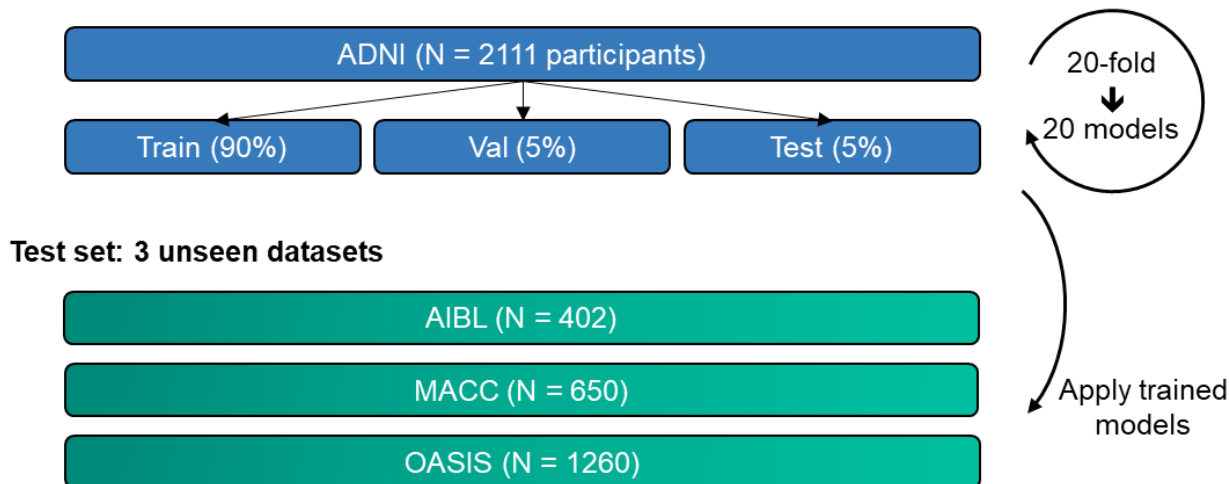 ADNI (N = 2111 participants)
Train (90%)
Val (5%)
Test (5%)
20-fold
20 models
Test set: 3 unseen datasets
AIBL (N = 402)
MACC (N = 650)
OASIS (N = 1260)
Apply trained
models